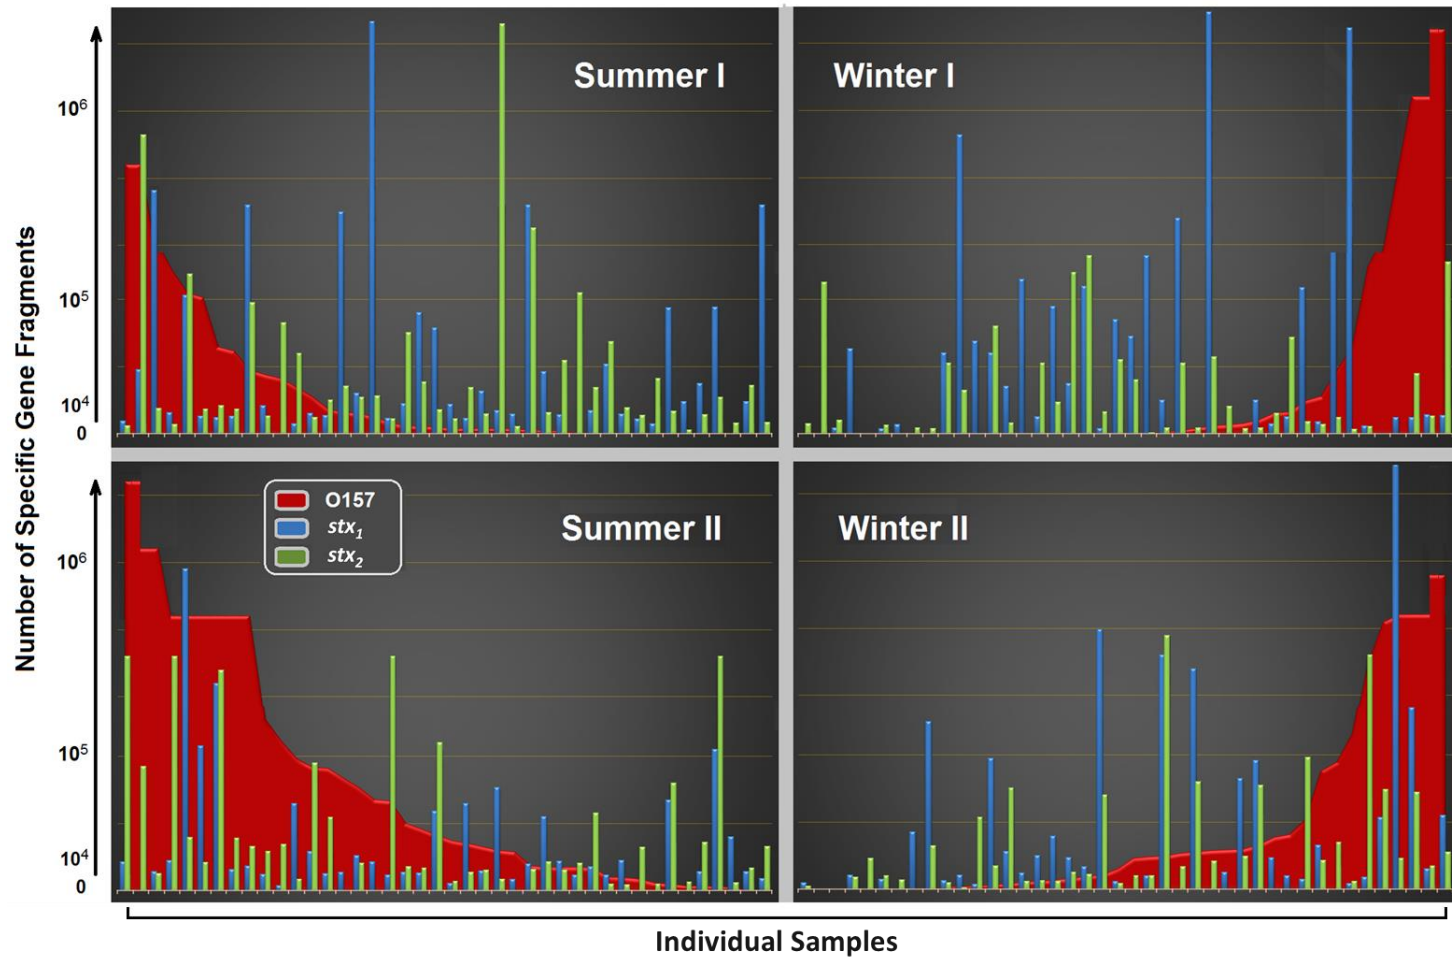 Number of Specific Gene Fragments
Summer I
Winter I
10⁶
10⁵
10⁴
0
Summer II
Winter II
O157
stx₁
stx₂
10⁶
10⁵
10⁴
0
Individual Samples